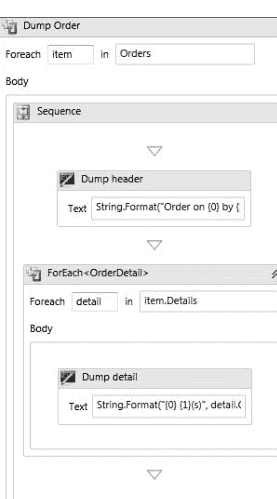 Dump Order
Foreach item in Orders
Body
Sequence
Dump header
Text String.Format("Order on {0} by {
ForEach<OrderDetail>
Foreach detail in item.Details
Body
Dump detail
Text String.Format("{0} {1}(s)", detail.(